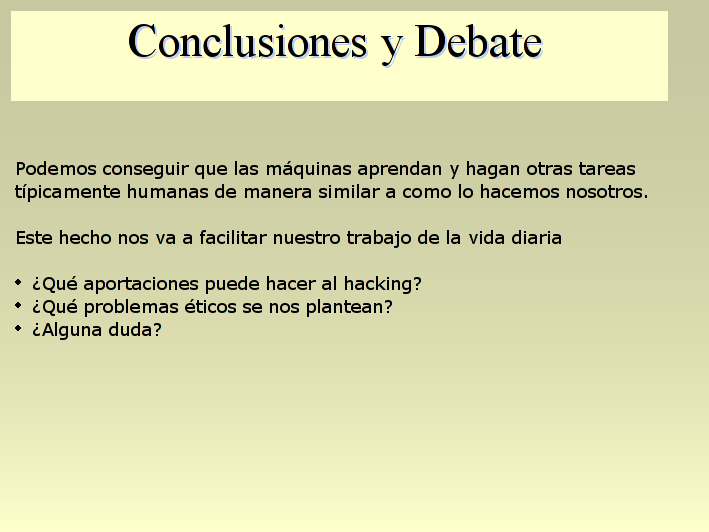 Conclusiones y Debate
Podemos conseguir que las máquinas aprendan y hagan otras tareas
típicamente humanas de manera similar a como lo hacemos nosotros.
Este hecho nos va a facilitar nuestro trabajo de la vida diaria
• ¿Qué aportaciones puede hacer al hacking?
• ¿Qué problemas éticos se nos plantean?
• ¿Alguna duda?